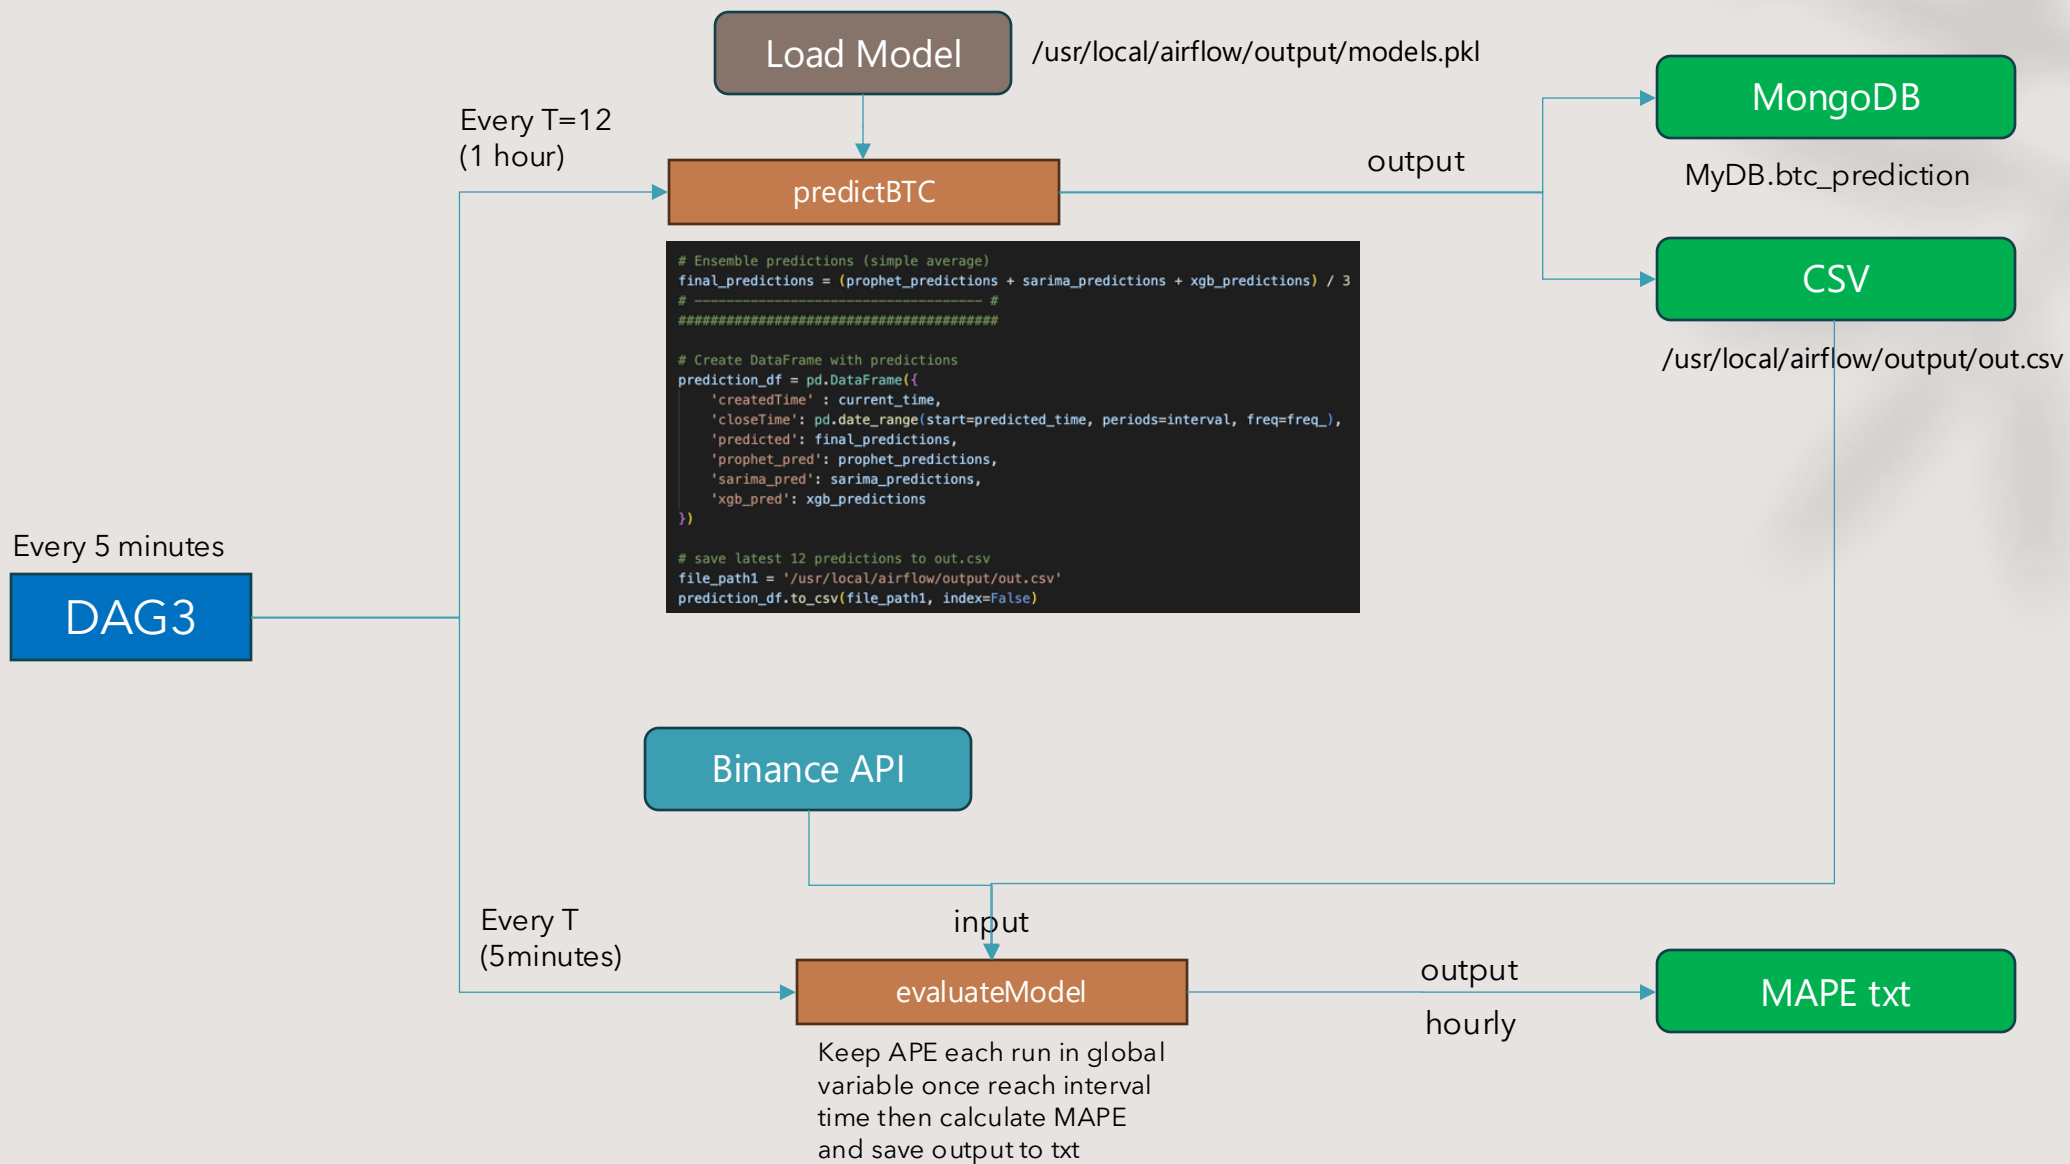 Load Model
/usr/local/airflow/output/models.pkl
MongoDB
Every T=12
(1 hour)
output
predictBTC
MyDB.btc_prediction
CSV
/usr/local/airflow/output/out.csv
# Ensemble predictions (simple average)
final_predictions = (prophet_predictions + sarima_predictions + xgb_predictions) / 3
# ------------------------------------ #
########################################
# Create DataFrame with predictions
prediction_df = pd.DataFrame({
    'createdTime' : current_time,
    'closeTime': pd.date_range(start=predicted_time, periods=interval, freq=freq_),
    'predicted': final_predictions,
    'prophet_pred': prophet_predictions,
    'sarima_pred': sarima_predictions,
    'xgb_pred': xgb_predictions
})
# save latest 12 predictions to out.csv
file_path1 = '/usr/local/airflow/output/out.csv'
prediction_df.to_csv(file_path1, index=False)
Every 5 minutes
DAG3
Binance API
Every T
(5minutes)
input
evaluateModel
output
hourly
MAPE txt
Keep APE each run in global
variable once reach interval
time then calculate MAPE
and save output to txt